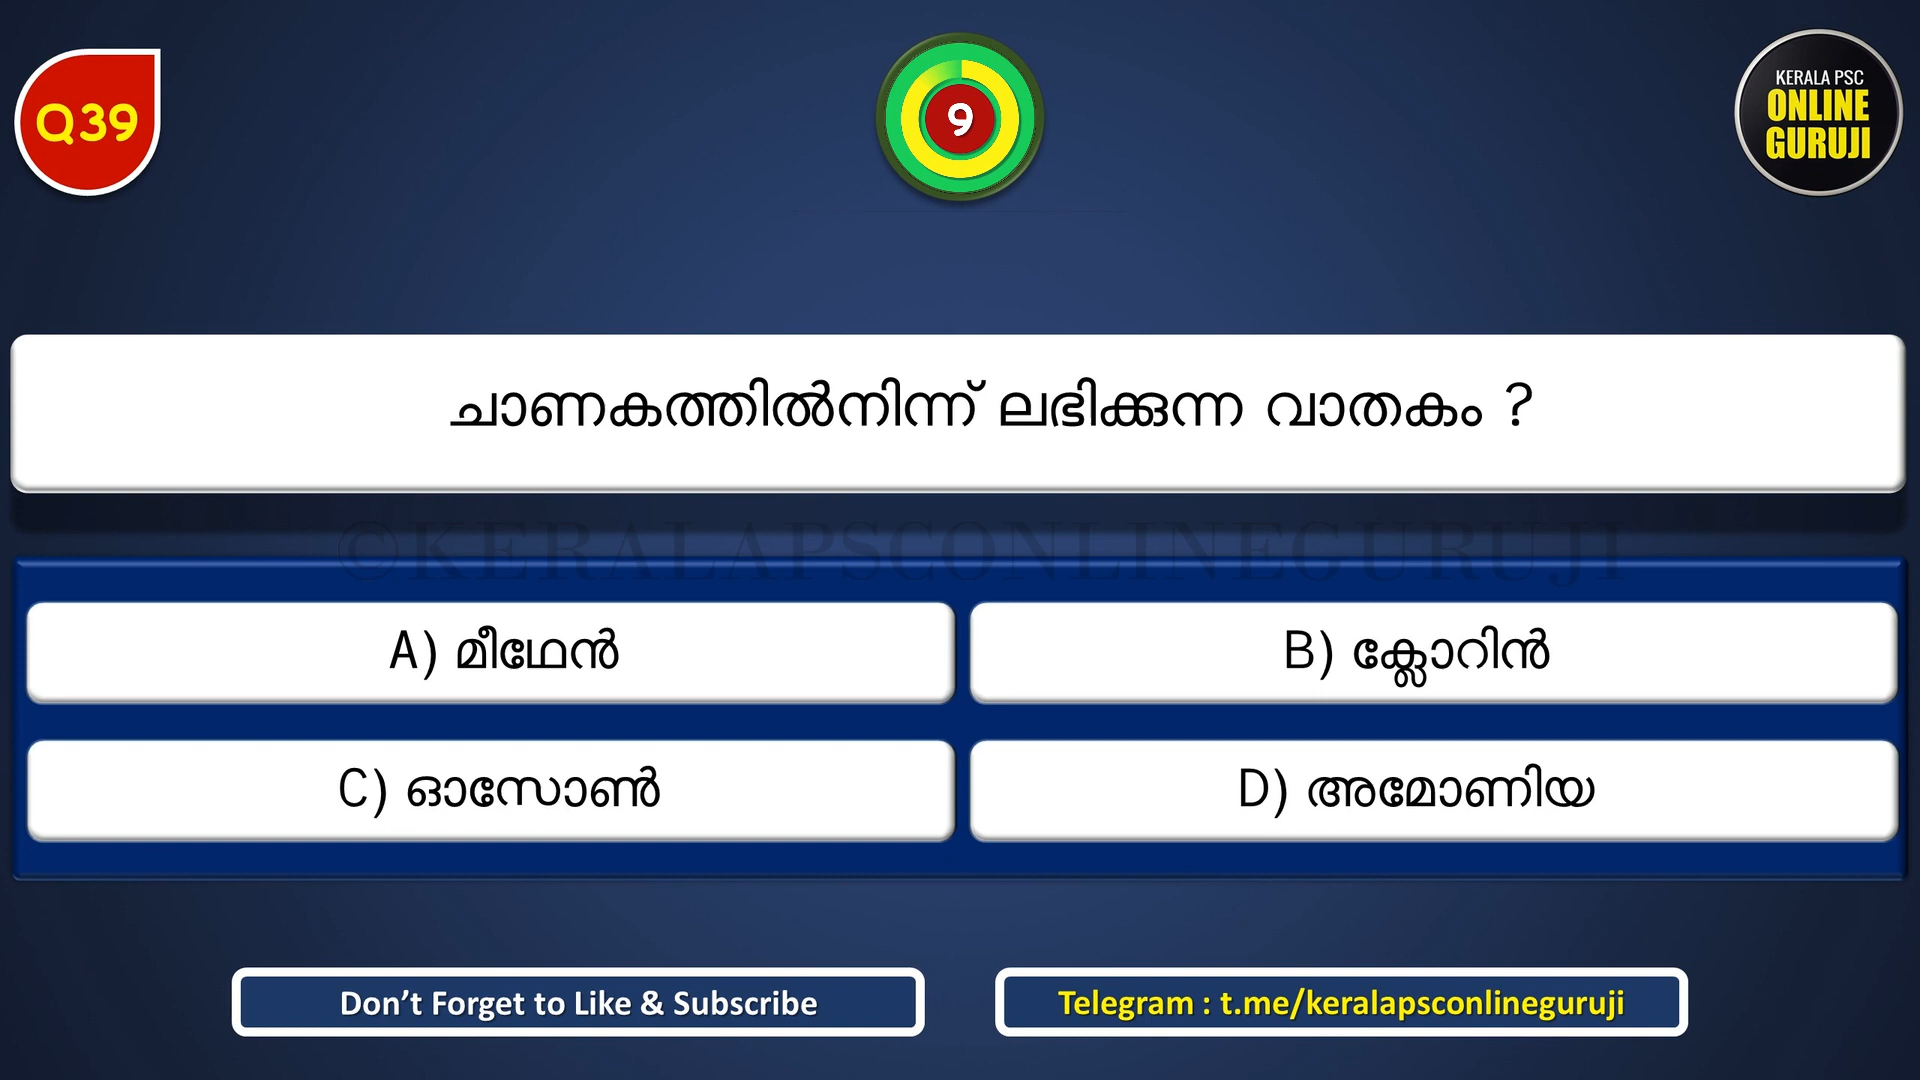 Q39
9
KERALA PSC
ONLINE
GURUJI
ചാണകത്തിൽനിന്ന് ലഭിക്കുന്ന വാതകം ?
©KERALAPSCONLINEGURUJI
A) മീഥേൻ
B) ക്ലോറിൻ
C) ഓസോൺ
D) അമോണിയ
Don’t Forget to Like & Subscribe
Telegram : t.me/keralapsconlineguruji